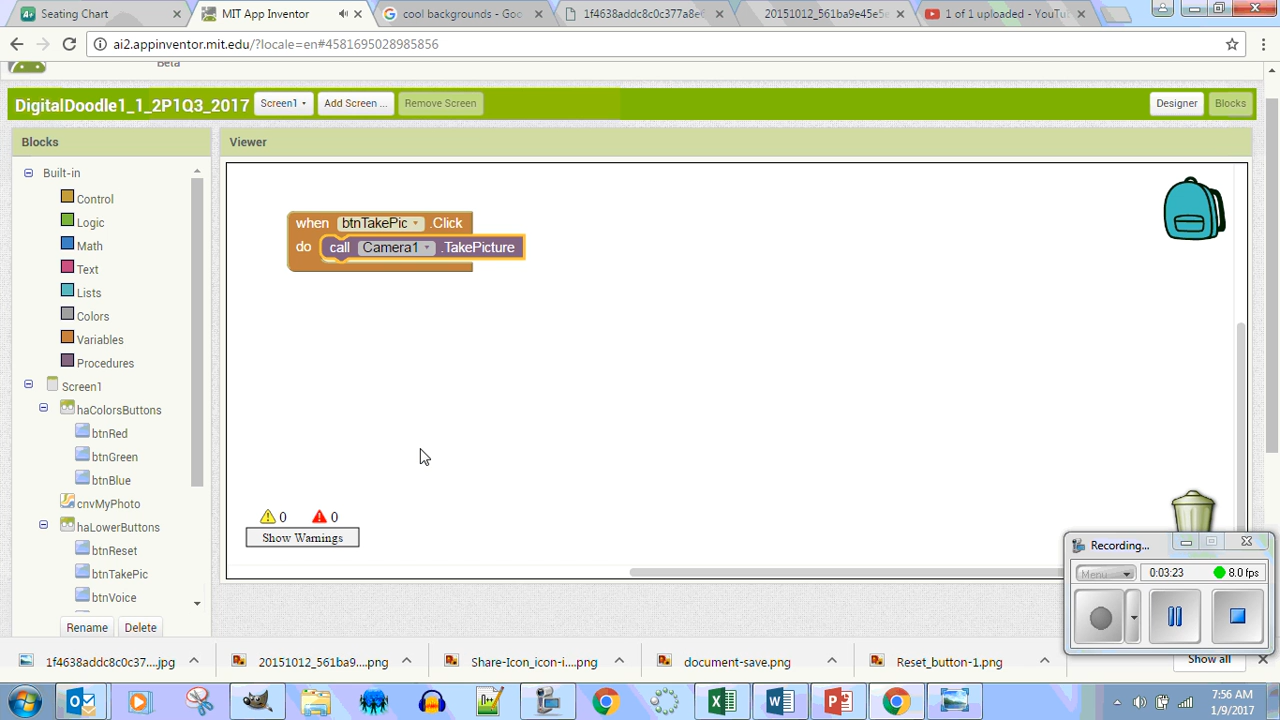 Seating Chart
MIT App Inventor
cool backgrounds - Goo
1f4638addc8c0c377a8e6
20151012_561ba9e45e5e
1 of 1 uploaded - YouTu
ai2.appinventor.mit.edu/?locale=en#4581695028985856
Beta
DigitalDoodle1_1_2P1Q3_2017
Screen1
Add Screen ...
Remove Screen
Designer
Blocks
Blocks
Viewer
Built-in
Control
Logic
Math
Text
Lists
Colors
Variables
Procedures
Screen1
haColorsButtons
btnRed
btnGreen
btnBlue
cnvMyPhoto
haLowerButtons
btnReset
btnTakePic
btnVoice
Rename
Delete
when btnTakePic .Click
do call Camera1 .TakePicture
0 0
Show Warnings
Recording...
Menu
0:03:23
8.0 fps
1f4638addc8c0c37....jpg
20151012_561ba9....png
Share-Icon_icon-i....png
document-save.png
Reset_button-1.png
Show all
7:56 AM
1/9/2017